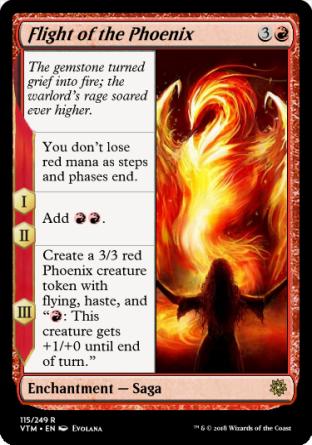 Flight of the Phoenix 3
The gemstone turned
grief into fire; the
warlord's rage soared
ever higher.
You don't lose
red mana as steps
and phases end.
I
Add .
II
Create a 3/3 red
Phoenix creature
token with
flying, haste, and
": This
creature gets
+1/+0 until end
of turn."
III
Enchantment — Saga
115/249 R
VTM • EN EVOLANA
™ & © 2018 Wizards of the Coast